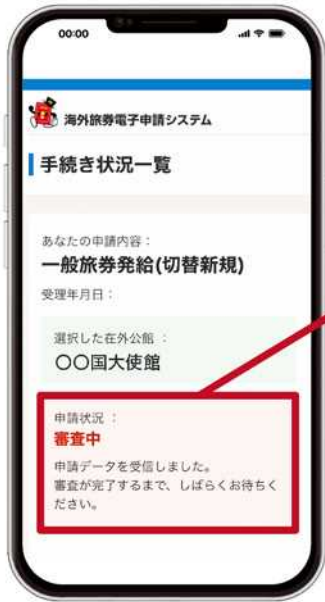 00:00
海外旅券電子申請システム
手続き状況一覧
あなたの申請内容：
一般旅券発給(切替新規)
受理年月日：
選択した在外公館 ：
〇〇国大使館
申請状況 ：
審査中
申請データを受信しました。
審査が完了するまで、しばらくお待ちく
ださい。